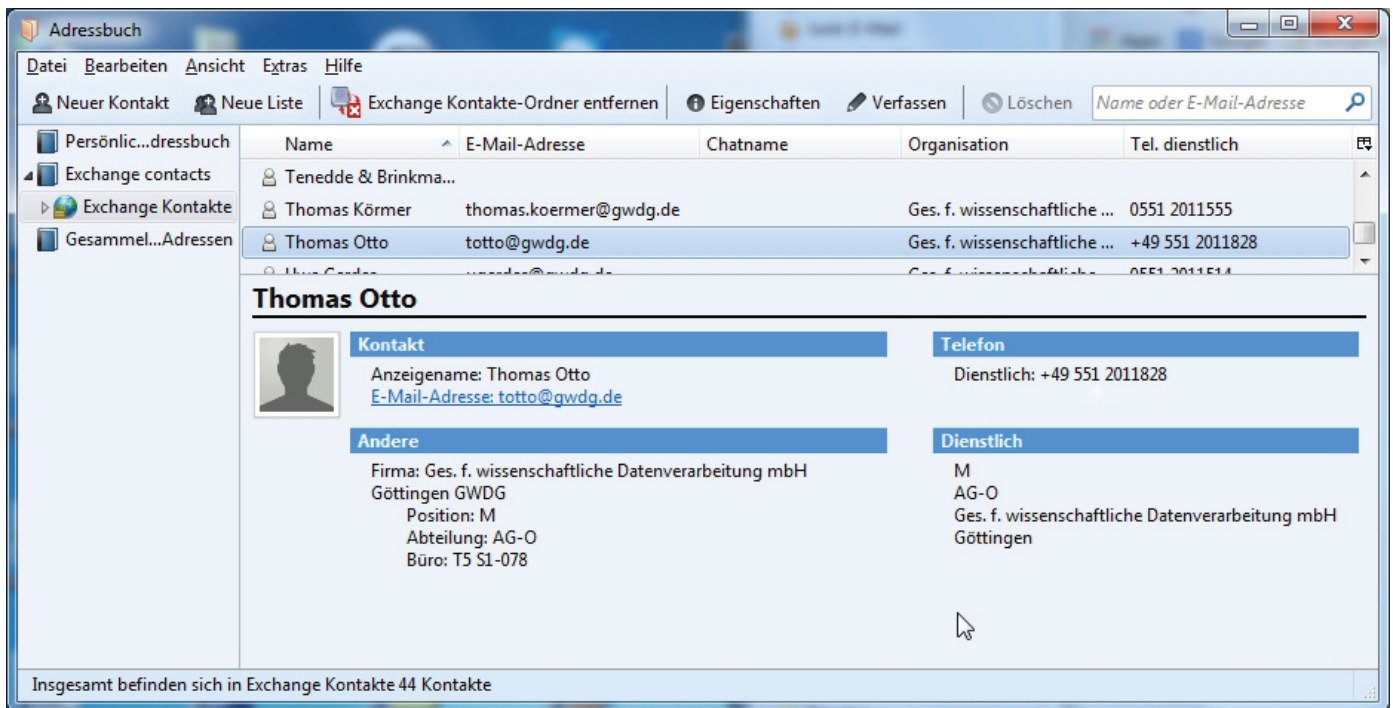 Adressbuch
Datei Bearbeiten Ansicht Extras Hilfe
Neuer Kontakt Neue Liste Exchange Kontakte-Ordner entfernen Eigenschaften Verfassen Löschen Name oder E-Mail-Adresse
Persönlic...dressbuch
Exchange contacts
Exchange Kontakte
Gesammel...Adressen
Name E-Mail-Adresse Chatname Organisation Tel. dienstlich
Tenedde & Brinkma...
Thomas Körmer thomas.koermer@gwdg.de Ges. f. wissenschaftliche ... 0551 2011555
Thomas Otto totto@gwdg.de Ges. f. wissenschaftliche ... +49 551 2011828
Thomas Otto
Kontakt
Anzeigename: Thomas Otto
E-Mail-Adresse: totto@gwdg.de
Telefon
Dienstlich: +49 551 2011828
Andere
Firma: Ges. f. wissenschaftliche Datenverarbeitung mbH
Göttingen GWDG
Position: M
Abteilung: AG-O
Büro: T5 S1-078
Dienstlich
M
AG-O
Ges. f. wissenschaftliche Datenverarbeitung mbH
Göttingen
Insgesamt befinden sich in Exchange Kontakte 44 Kontakte